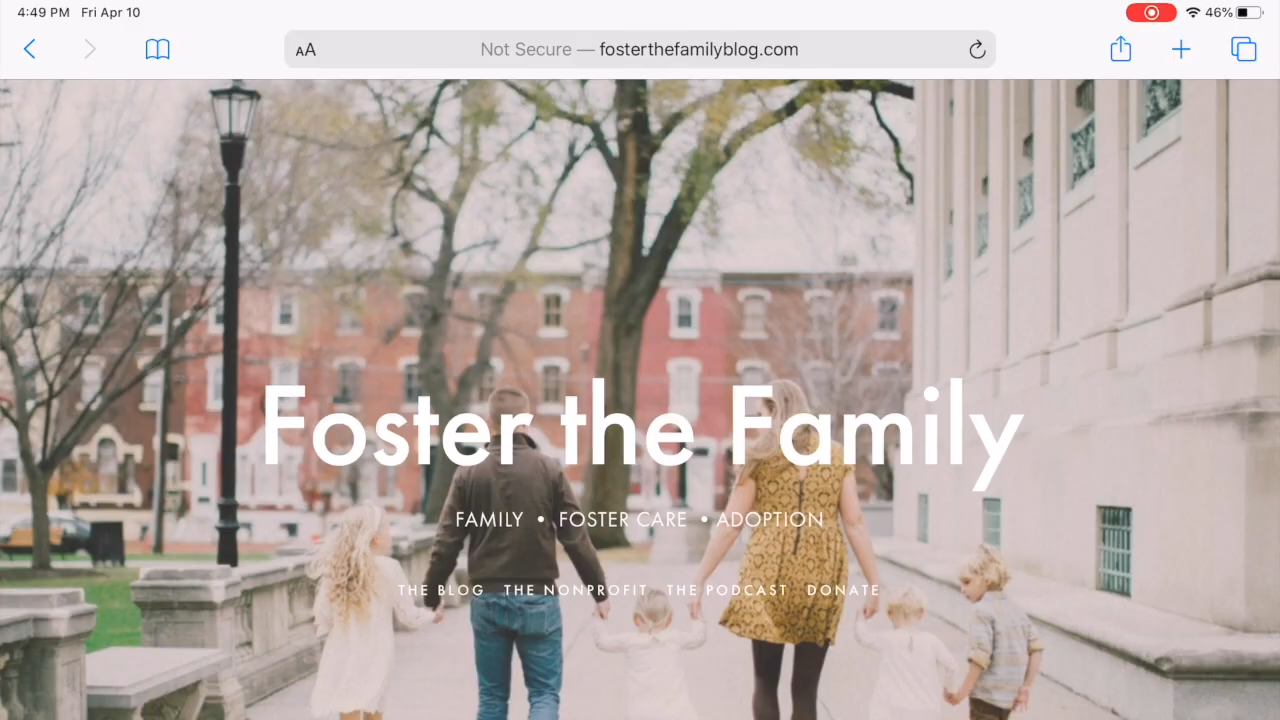 4:49 PM Fri Apr 10
46%
AA Not Secure — fosterthefamilyblog.com
Foster the Family
FAMILY • FOSTER CARE • ADOPTION
THE BLOG THE NONPROFIT THE PODCAST DONATE